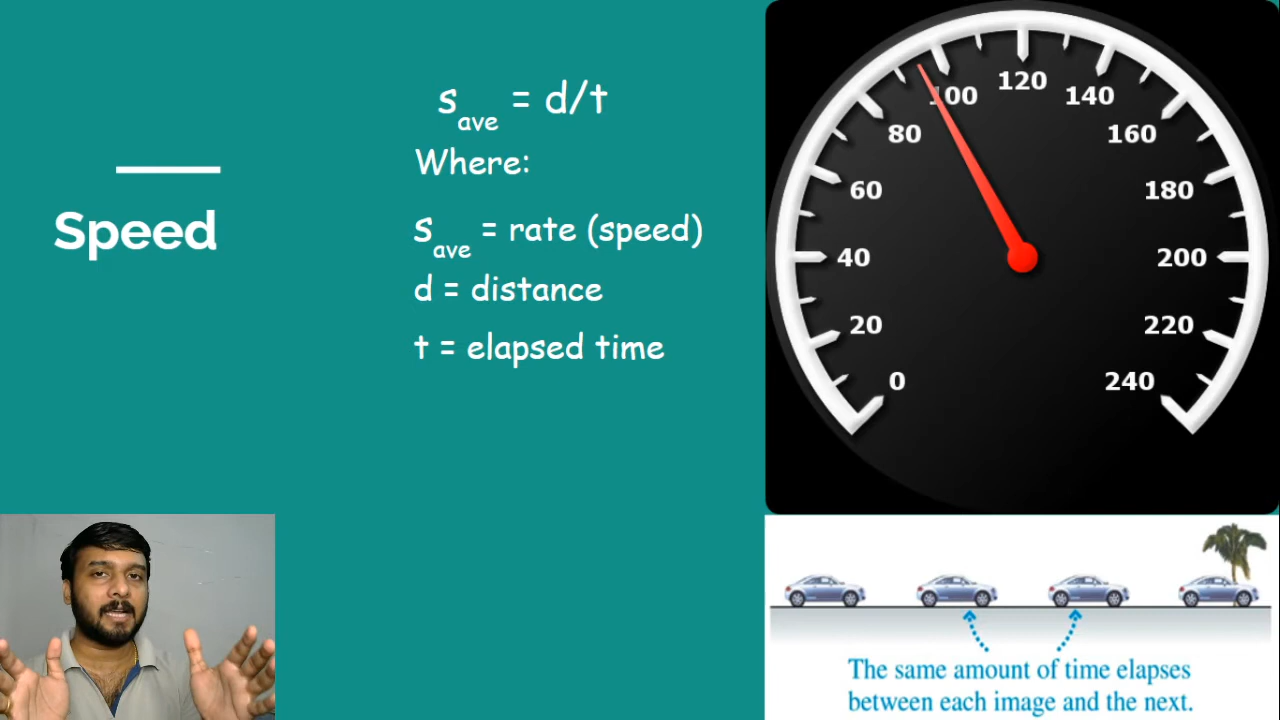 Speed
s_ave = d/t
Where:
s_ave = rate (speed)
d = distance
t = elapsed time
0
20
40
60
80
100
120
140
160
180
200
220
240
The same amount of time elapses
between each image and the next.